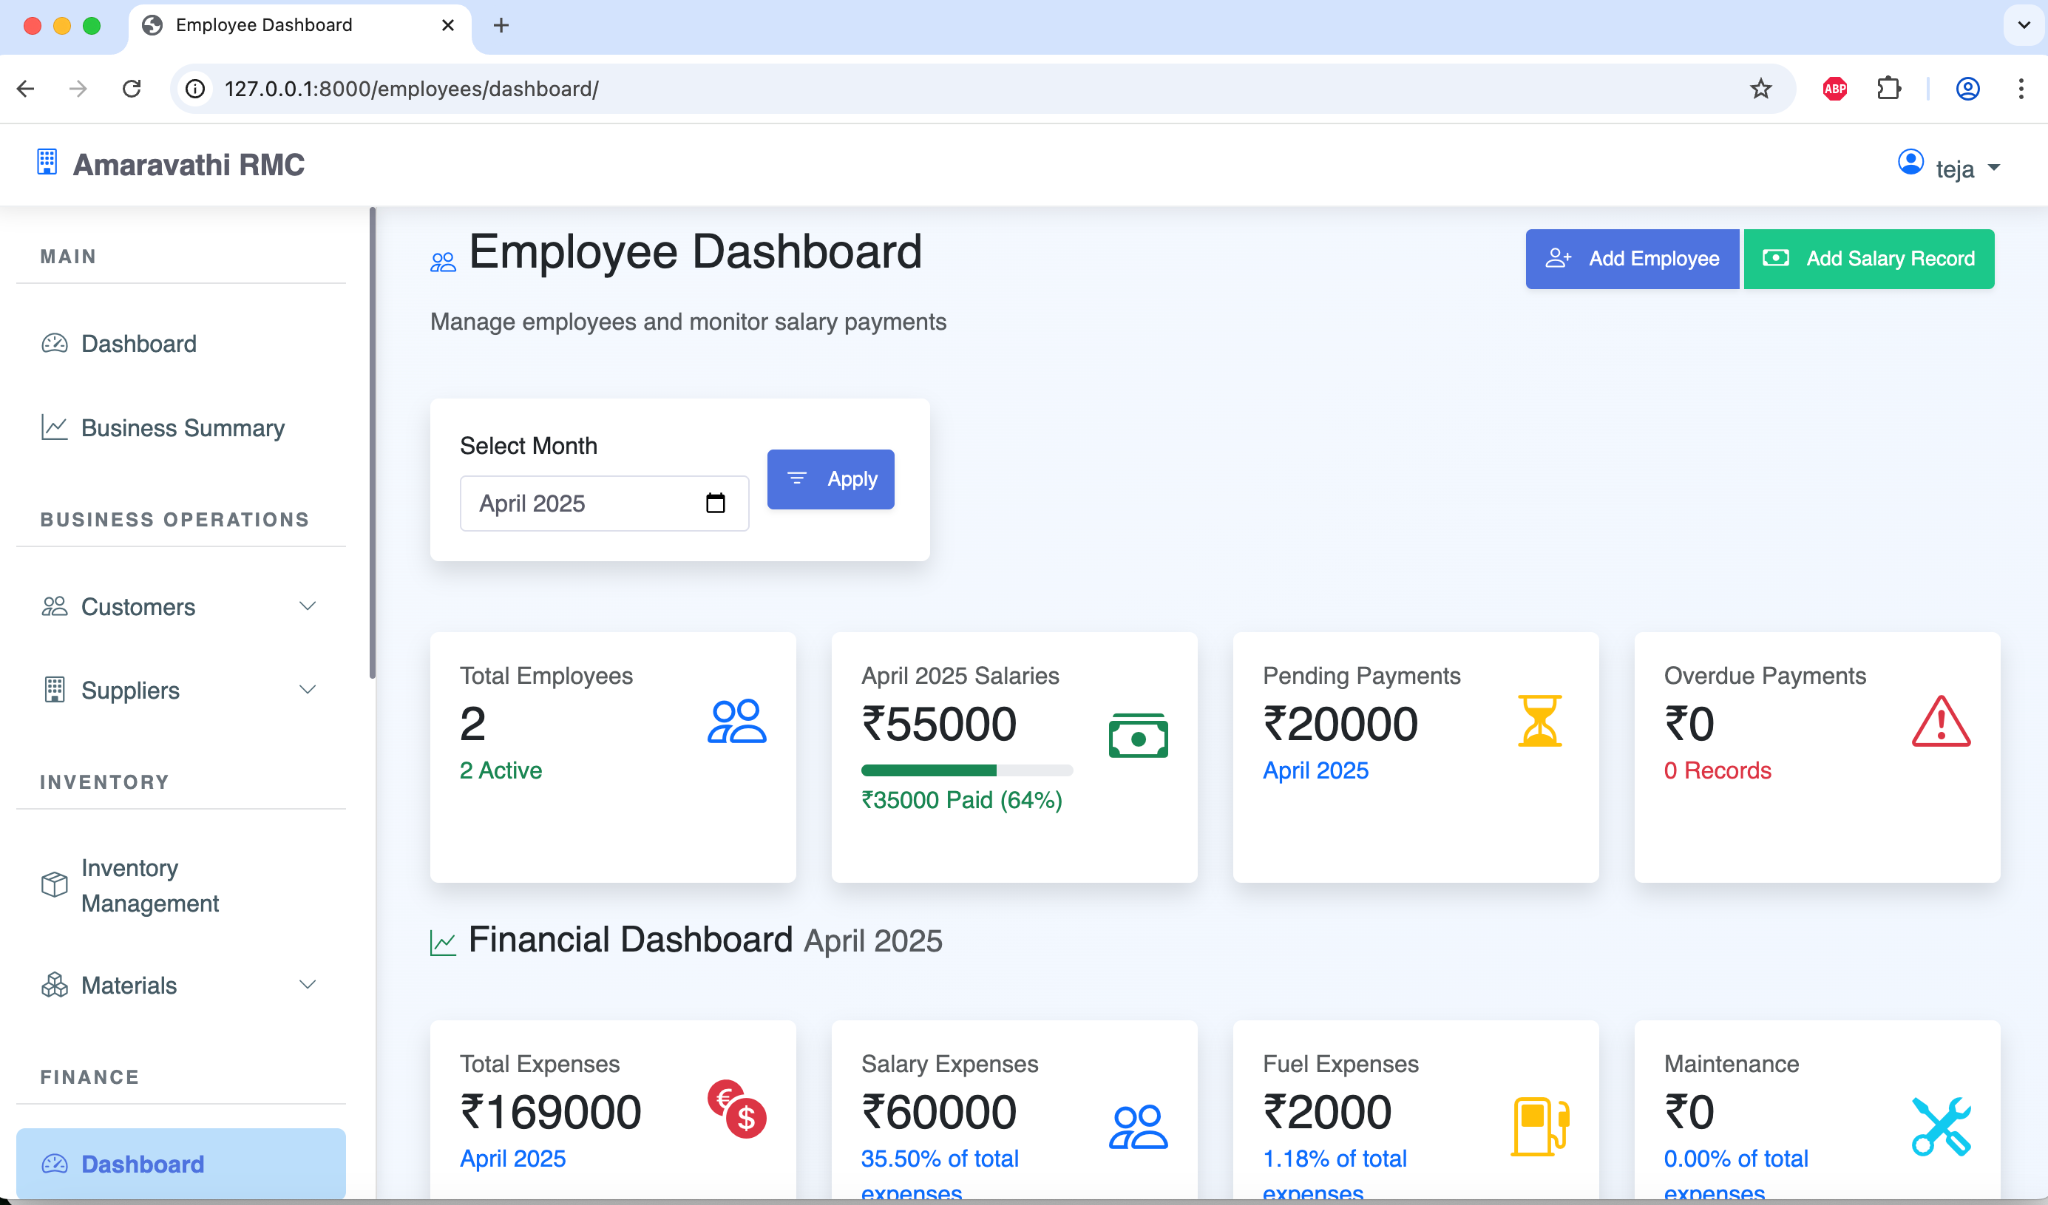 Employee Dashboard
127.0.0.1:8000/employees/dashboard/
ABP
Amaravathi RMC
teja
MAIN
Dashboard
Business Summary
BUSINESS OPERATIONS
Customers
Suppliers
INVENTORY
Inventory
Management
Materials
FINANCE
Dashboard
Employee Dashboard
Manage employees and monitor salary payments
Add Employee
Add Salary Record
Select Month
April 2025
Apply
Total Employees
2
2 Active
April 2025 Salaries
₹55000
₹35000 Paid (64%)
Pending Payments
₹20000
April 2025
Overdue Payments
₹0
0 Records
Financial Dashboard April 2025
Total Expenses
₹169000
April 2025
Salary Expenses
₹60000
35.50% of total
expenses
Fuel Expenses
₹2000
1.18% of total
expenses
Maintenance
₹0
0.00% of total
expenses